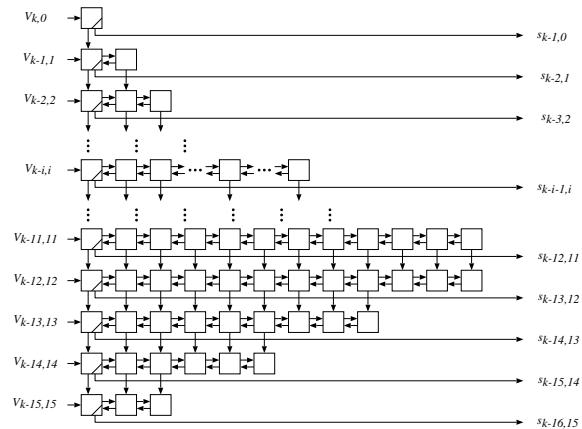 V_{k,0}
s_{k-1,0}
V_{k-1,1}
s_{k-2,1}
V_{k-2,2}
s_{k-3,2}
V_{k-i,i}
s_{k-i-1,i}
V_{k-11,11}
s_{k-12,11}
V_{k-12,12}
s_{k-13,12}
V_{k-13,13}
s_{k-14,13}
V_{k-14,14}
s_{k-15,14}
V_{k-15,15}
s_{k-16,15}